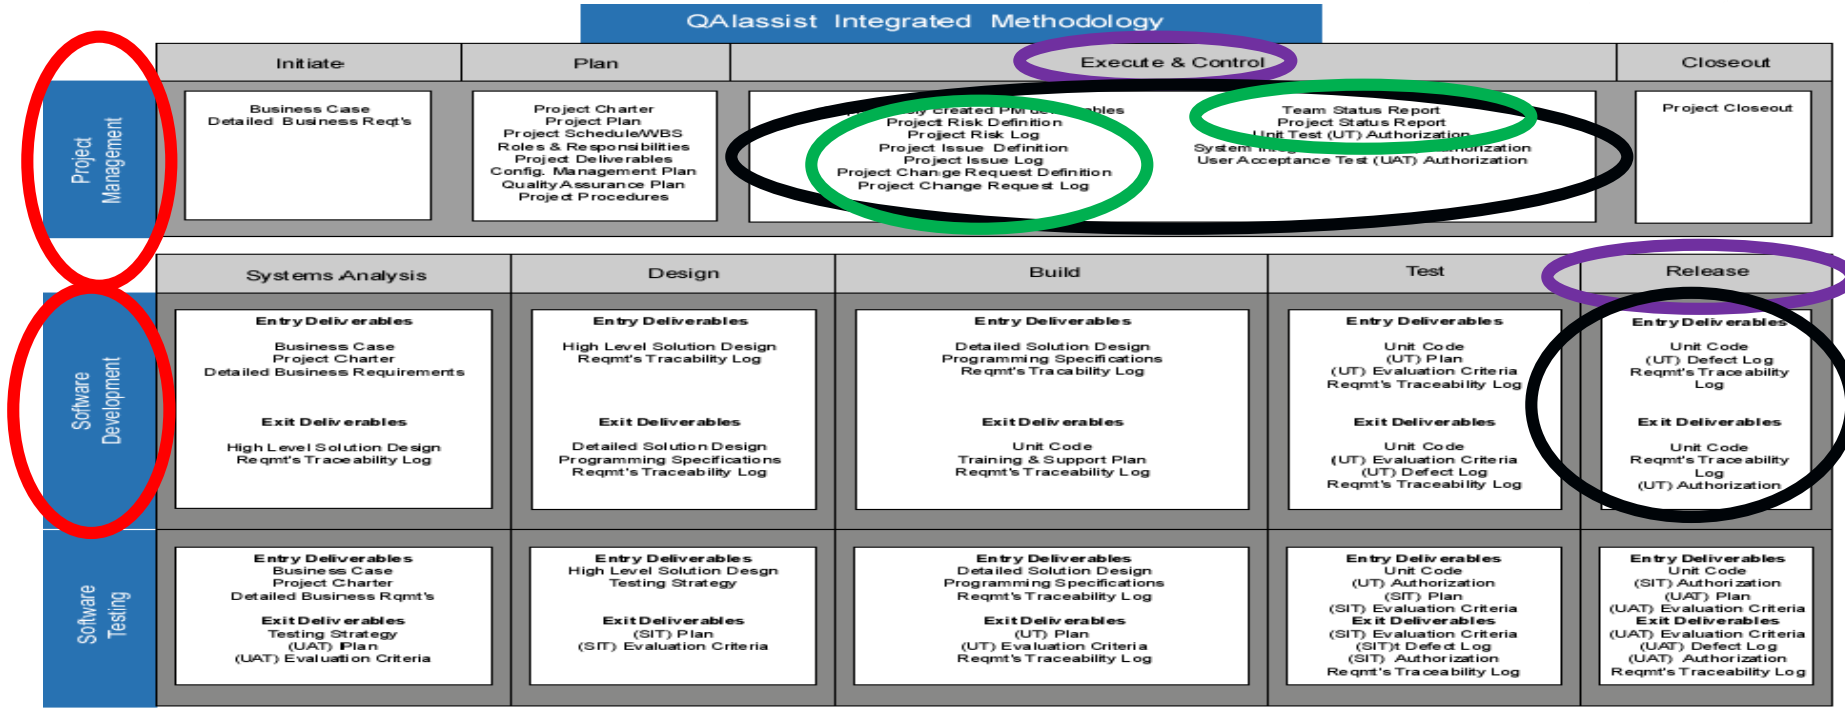 QAIassist Integrated Methodology
Initiate
Plan
Execute & Control
Closeout
Project
Management
Business Case
Detailed Business Reqt's
Project Charter
Project Plan
Project Schedule/WBS
Roles & Responsibilities
Project Deliverables
Config. Management Plan
Quality Assurance Plan
Project Procedures
Created PM
Project Risk Definition
Project Risk Log
Project Issue Definition
Project Issue Log
Project Change Request Definition
Project Change Request Log
Team Status Report
Project Status Report
Unit Test (UT) Authorization
System
User Acceptance Test (UAT) Authorization
Project Closeout
Systems Analysis
Design
Build
Test
Release
Software
Development
Entry Deliverables
Business Case
Project Charter
Detailed Business Requirements
Exit Deliverables
High Level Solution Design
Reqmt's Traceability Log
Entry Deliverables
High Level Solution Design
Reqmt's Tracability Log
Exit Deliverables
Detailed Solution Design
Programming Specifications
Reqmt's Traceability Log
Entry Deliverables
Detailed Solution Design
Programming Specifications
Reqmt's Tracability Log
Exit Deliverables
Unit Code
Training & Support Plan
Reqmt's Traceability Log
Entry Deliverables
Unit Code
(UT) Plan
(UT) Evaluation Criteria
Reqmt's Traceability Log
Exit Deliverables
Unit Code
(UT) Evaluation Criteria
(UT) Defect Log
Reqmt's Traceability Log
Entry Deliverables
Unit Code
(UT) Defect Log
Reqmt's Traceability
Log
Exit Deliverables
Unit Code
Reqmt's Traceability
Log
(UT) Authorization
Software
Testing
Entry Deliverables
Business Case
Project Charter
Detailed Business Rqmt's
Exit Deliverables
Testing Strategy
(UAT) Plan
(UAT) Evaluation Criteria
Entry Deliverables
High Level Solution Desgn
Testing Strategy
Exit Deliverables
(SIT) Plan
(SIT) Evaluation Criteria
Entry Deliverables
Detailed Solution Design
Programming Specifications
Reqmt's Traceability Log
Exit Deliverables
(UT) Plan
(UT) Evaluation Criteria
Reqmt's Traceability Log
Entry Deliverables
Unit Code
(UT) Authorization
(SIT) Plan
(SIT) Evaluation Criteria
Exit Deliverables
(SIT) Evaluation Criteria
(SIT)t Defect Log
(SIT) Authorization
Reqmt's Traceability Log
Entry Deliverables
Unit Code
(SIT) Authorization
(UAT) Plan
(UAT) Evaluation Criteria
Exit Deliverables
(UAT) Evaluation Criteria
(UAT) Defect Log
(UAT) Authorization
Reqmt's Traceability Log